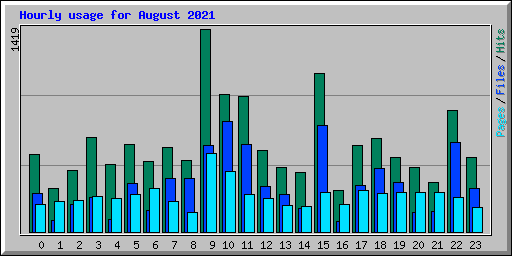 Hourly usage for August 2021
1419
Pages/Files/Hits
0 1 2 3 4 5 6 7 8 9 10 11 12 13 14 15 16 17 18 19 20 21 22 23